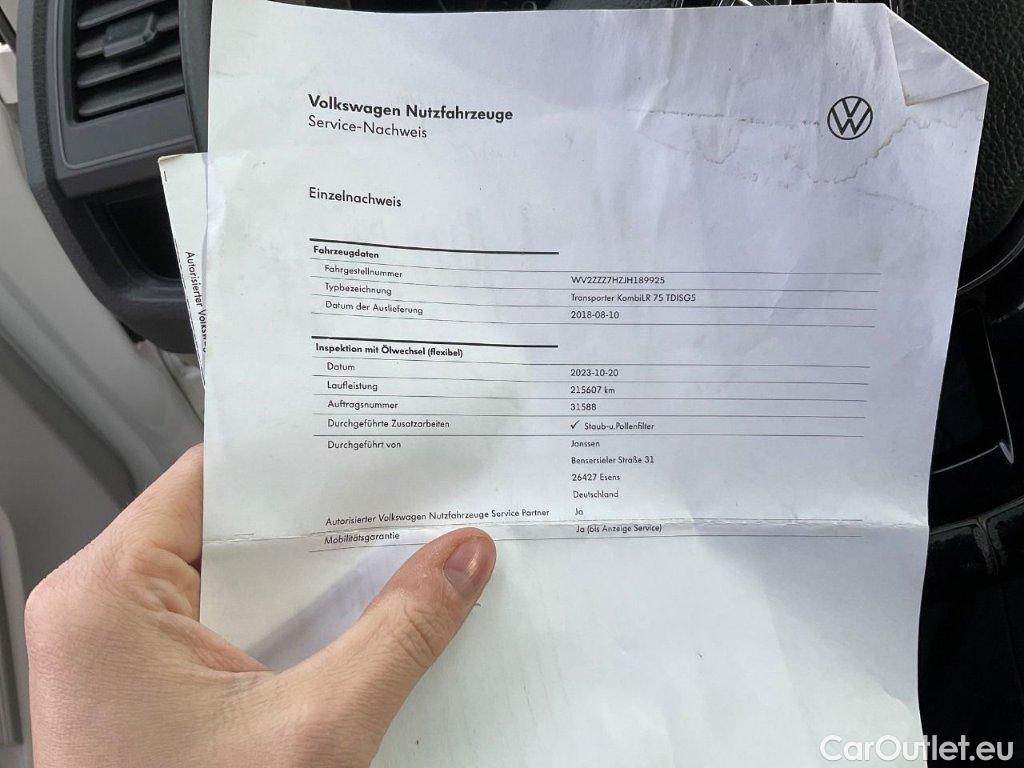 Volkswagen Nutzfahrzeuge
Service-Nachweis
Einzelnachweis
Fahrzeugdaten
Fahrgestellnummer WV2ZZZ7HZJH189925
Typbezeichnung Transporter KombiLR 75 TDISG5
Datum der Auslieferung 2018-08-10
Inspektion mit Ölwechsel (flexibel)
Datum 2023-10-20
Laufleistung 215607 km
Auftragsnummer 31588
Durchgeführte Zusatzarbeiten ✓ Staub-u.Pollenfilter
Durchgeführt von Janssen
Bensersieler Straße 31
26427 Esens
Deutschland
Autorisierter Volkswagen Nutzfahrzeuge Service Partner Ja
Mobilitätsgarantie Ja (bis Anzeige Service)
Autorisierter
CarOutlet.eu